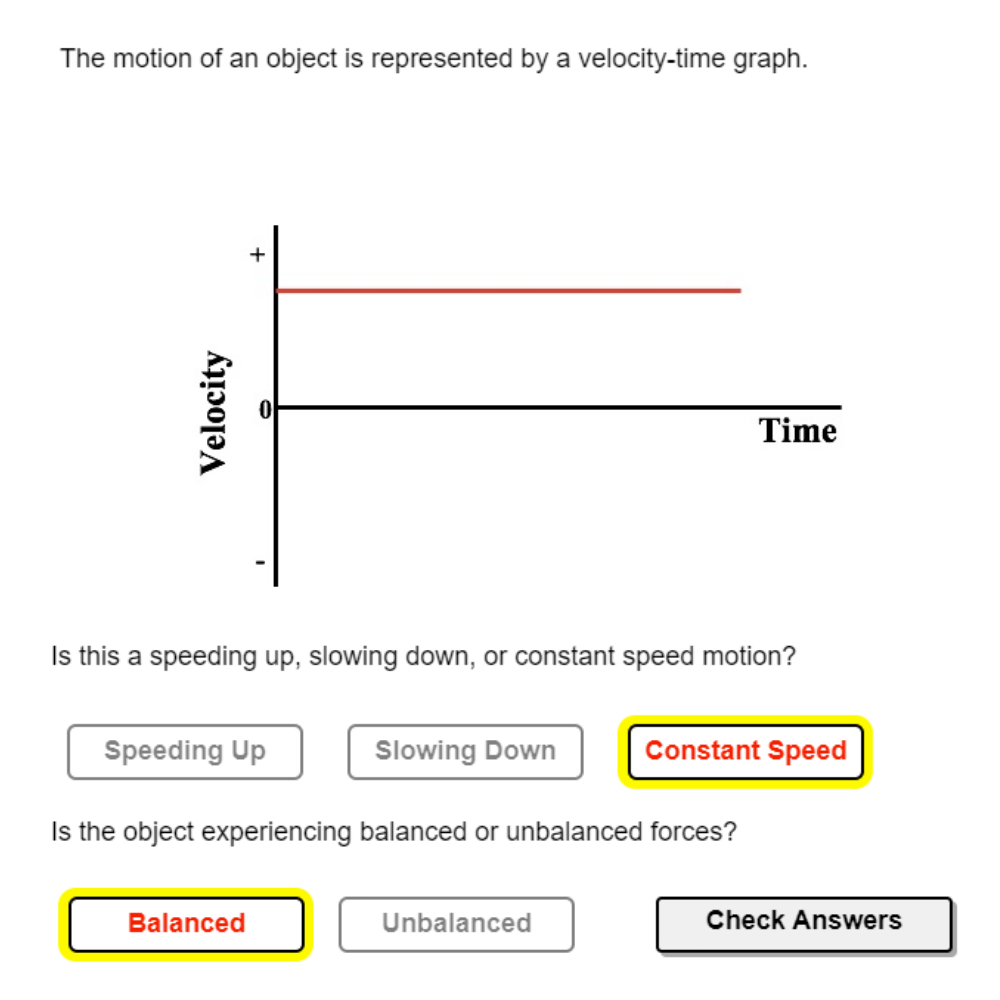 The motion of an object is represented by a velocity-time graph.
+
Velocity
0
Time
-
Is this a speeding up, slowing down, or constant speed motion?
Speeding Up Slowing Down Constant Speed
Is the object experiencing balanced or unbalanced forces?
Balanced Unbalanced Check Answers